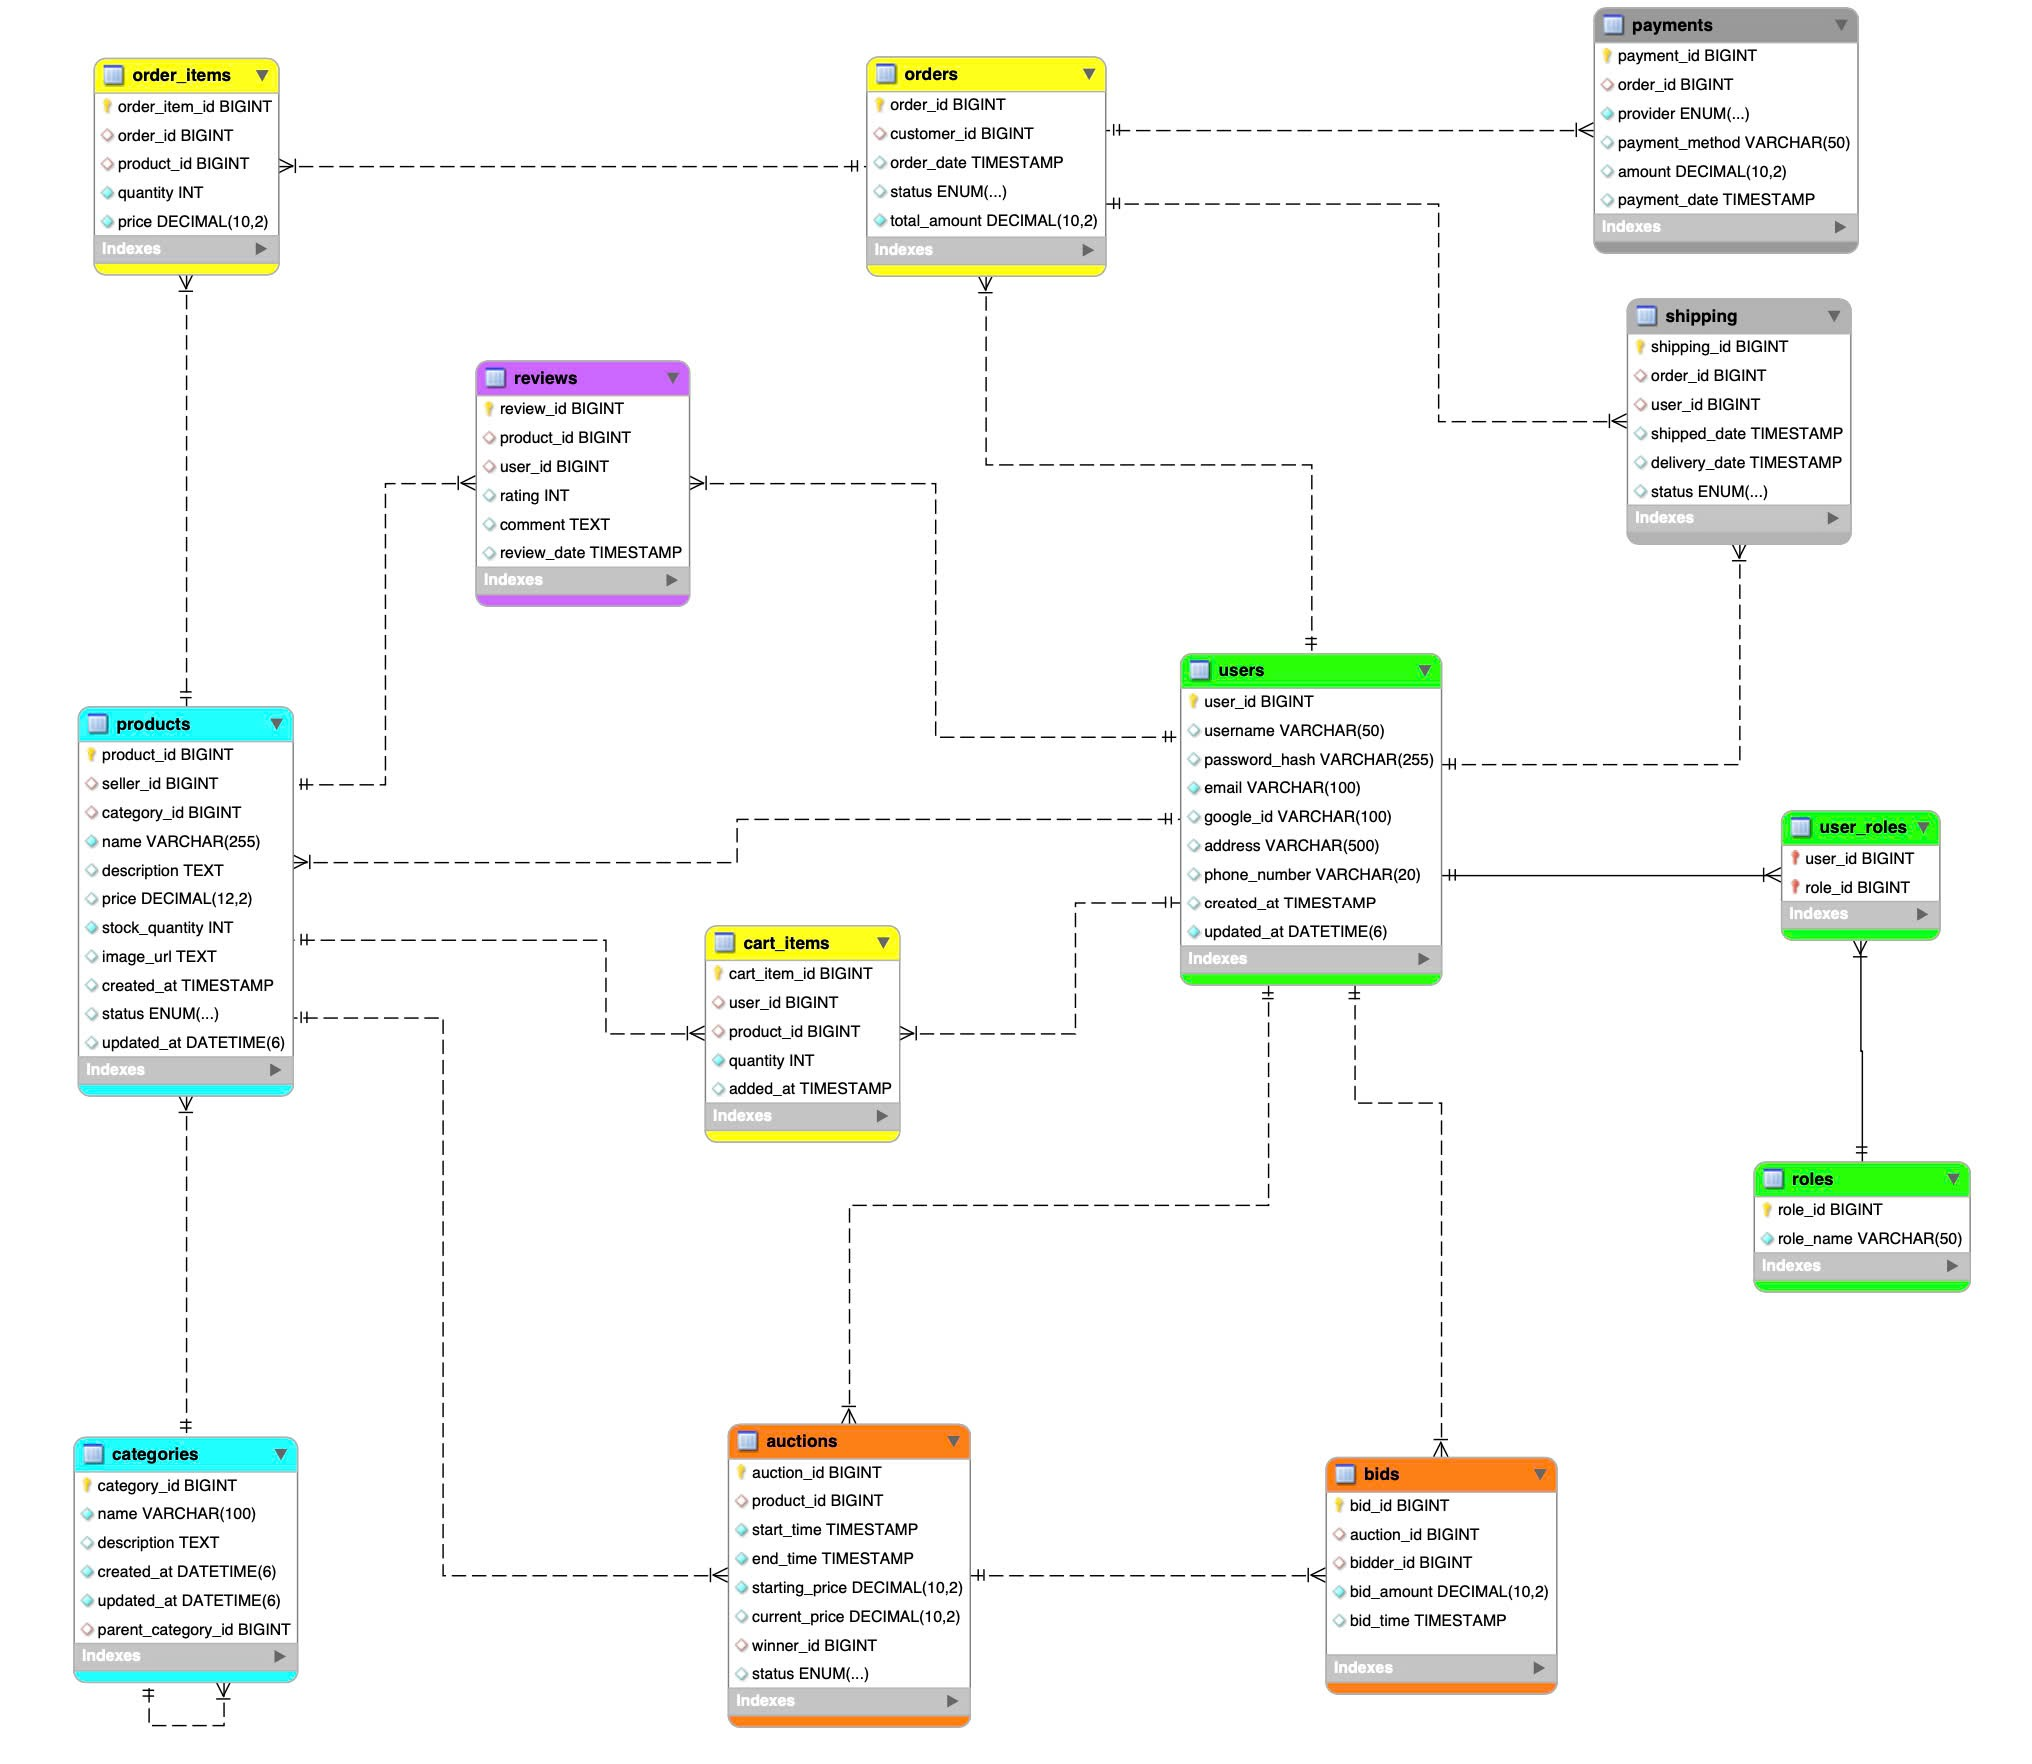 order_items
order_item_id BIGINT
order_id BIGINT
product_id BIGINT
quantity INT
price DECIMAL(10,2)
Indexes
orders
order_id BIGINT
customer_id BIGINT
order_date TIMESTAMP
status ENUM(...)
total_amount DECIMAL(10,2)
Indexes
payments
payment_id BIGINT
order_id BIGINT
provider ENUM(...)
payment_method VARCHAR(50)
amount DECIMAL(10,2)
payment_date TIMESTAMP
Indexes
shipping
shipping_id BIGINT
order_id BIGINT
user_id BIGINT
shipped_date TIMESTAMP
delivery_date TIMESTAMP
status ENUM(...)
Indexes
reviews
review_id BIGINT
product_id BIGINT
user_id BIGINT
rating INT
comment TEXT
review_date TIMESTAMP
Indexes
users
user_id BIGINT
username VARCHAR(50)
password_hash VARCHAR(255)
email VARCHAR(100)
google_id VARCHAR(100)
address VARCHAR(500)
phone_number VARCHAR(20)
created_at TIMESTAMP
updated_at DATETIME(6)
Indexes
products
product_id BIGINT
seller_id BIGINT
category_id BIGINT
name VARCHAR(255)
description TEXT
price DECIMAL(12,2)
stock_quantity INT
image_url TEXT
created_at TIMESTAMP
status ENUM(...)
updated_at DATETIME(6)
Indexes
user_roles
user_id BIGINT
role_id BIGINT
Indexes
cart_items
cart_item_id BIGINT
user_id BIGINT
product_id BIGINT
quantity INT
added_at TIMESTAMP
Indexes
roles
role_id BIGINT
role_name VARCHAR(50)
Indexes
categories
category_id BIGINT
name VARCHAR(100)
description TEXT
created_at DATETIME(6)
updated_at DATETIME(6)
parent_category_id BIGINT
Indexes
auctions
auction_id BIGINT
product_id BIGINT
start_time TIMESTAMP
end_time TIMESTAMP
starting_price DECIMAL(10,2)
current_price DECIMAL(10,2)
winner_id BIGINT
status ENUM(...)
Indexes
bids
bid_id BIGINT
auction_id BIGINT
bidder_id BIGINT
bid_amount DECIMAL(10,2)
bid_time TIMESTAMP
Indexes